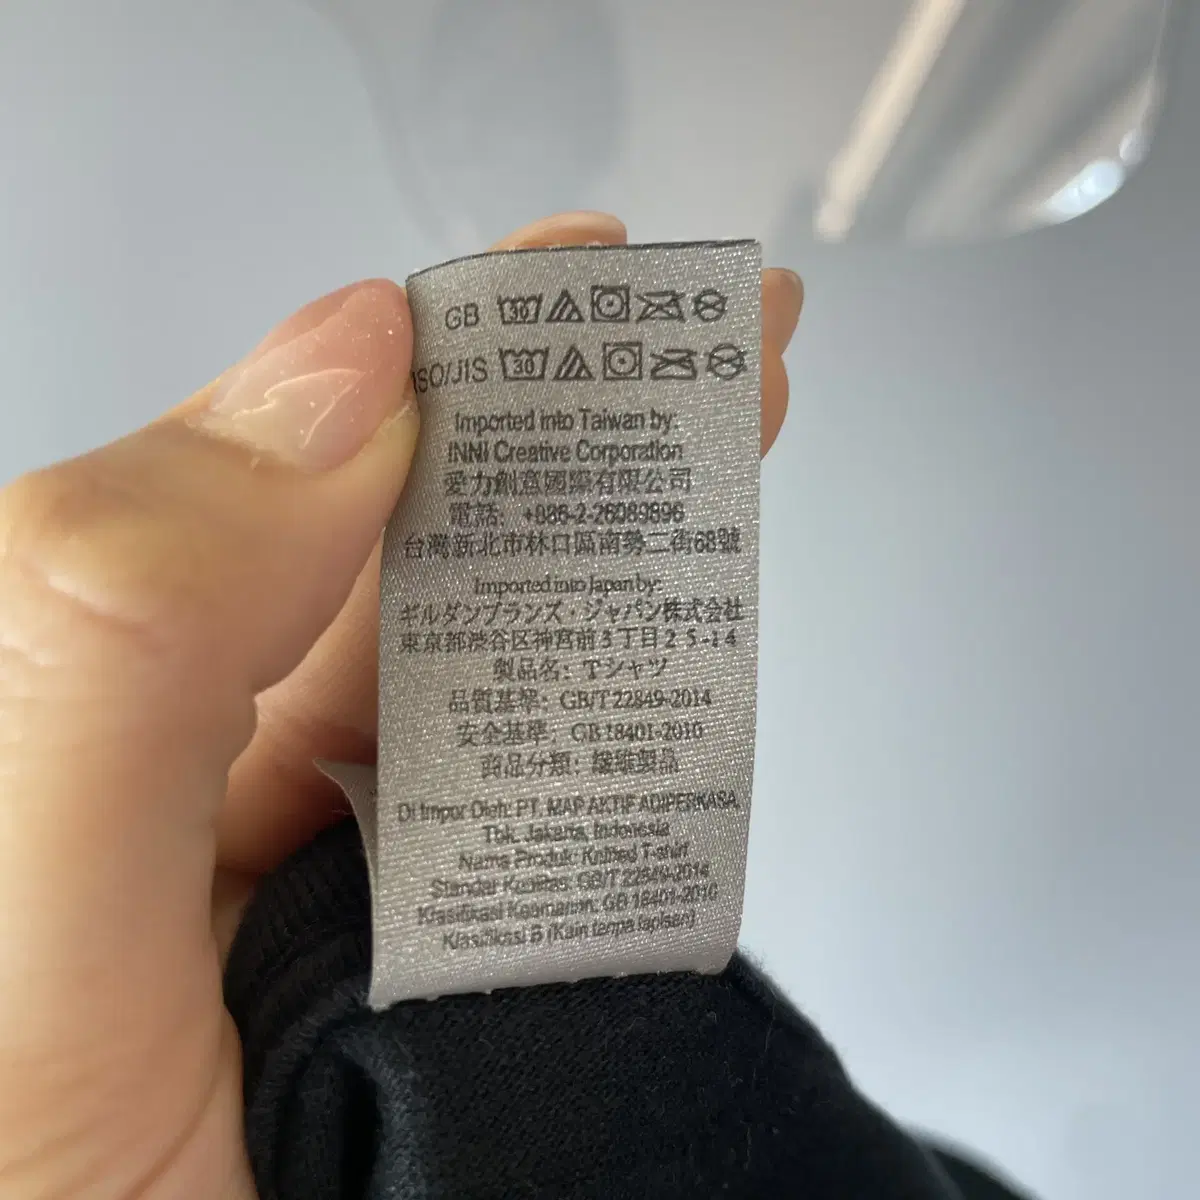 GB 30
ISO/JIS 30
Imported into Taiwan by:
INNI Creative Corporation
愛力創意國際有限公司
電話: +886-2-26089896
台灣新北市林口區南勢二街68號
Imported into Japan by:
ギルダンブランズ・ジャパン株式会社
東京都渋谷区神宮前3丁目25-14
製品名: Tシャツ
品質基準: GB/T 22849-2014
安全基準: GB 18401-2010
商品分類: 繊維製品
Di Impor Oleh: PT. MAP AKTIF ADIPERKASA
Tbk. Jakarta, Indonesia
Nama Produk: Knitted T-shirt
Standar Kualitas: GB/T 22849-2014
Klasifikasi Keamanan: GB 18401-2010
Klasifikasi B (Kain tanpa lapisan)